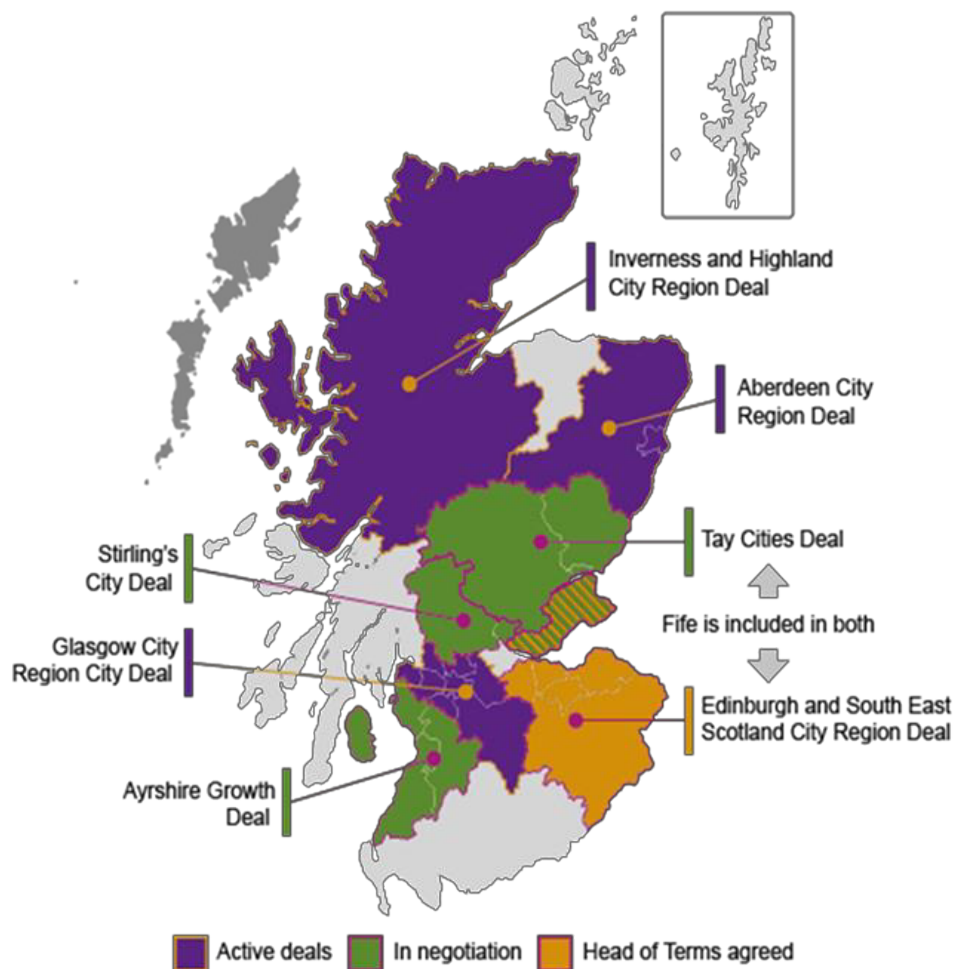 Inverness and Highland
City Region Deal
Aberdeen City
Region Deal
Tay Cities Deal
Stirling's
City Deal
Fife is included in both
Glasgow City
Region City Deal
Edinburgh and South East
Scotland City Region Deal
Ayrshire Growth
Deal
Active deals
In negotiation
Head of Terms agreed